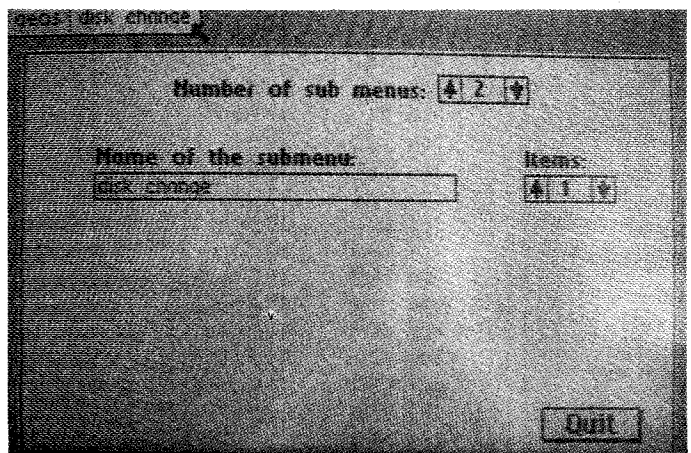 geos disk change
Number of sub menus: 2
Name of the submenu: Items:
disk change 1
Quit